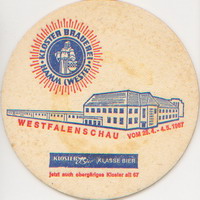 KLOSTER BRAUEREI
HAMM (WESTF.)
WESTFALENSCHAU VOM 26.4.-4.5.1967
KLOSTER KLASSE BIER
jetzt auch obergäriges Kloster alt 67